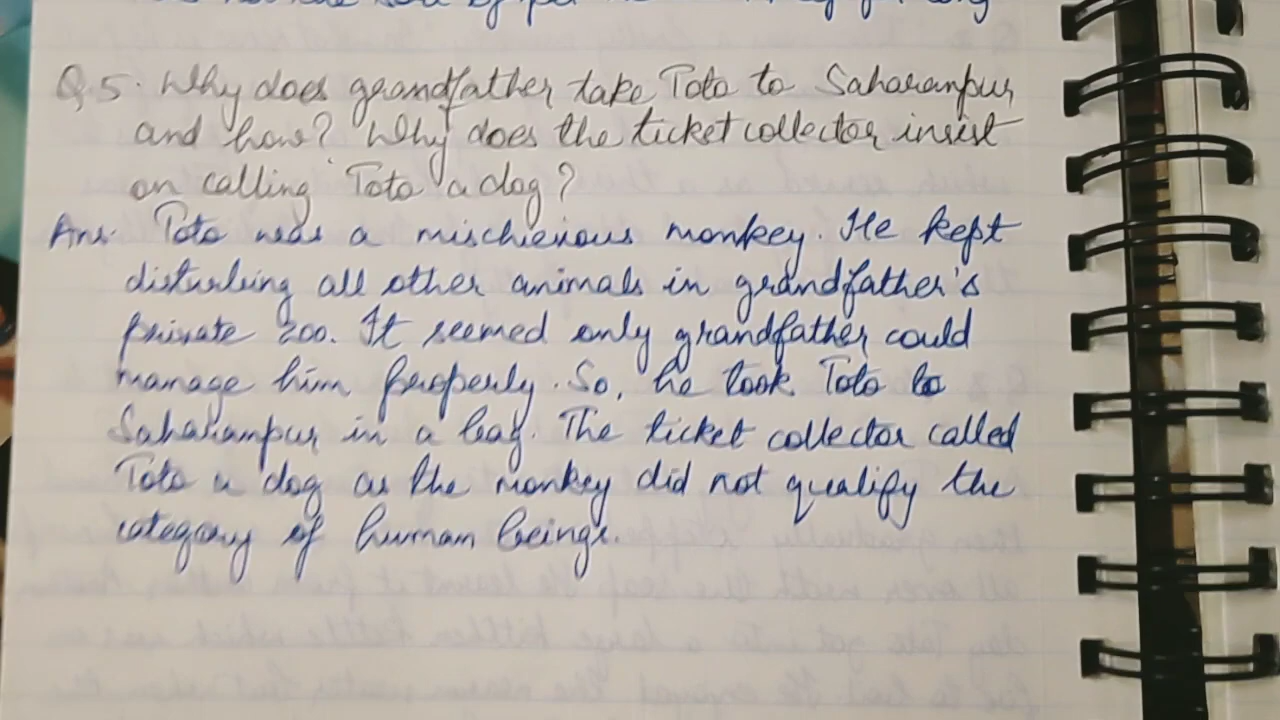 Q.5. Why does grandfather take Toto to Saharanpur
and how? Why does the ticket collector insist
on calling Toto a dog?
Ans. Toto was a mischievous monkey. He kept
disturbing all other animals in grandfather's
private zoo. It seemed only grandfather could
manage him properly. So, he took Toto to
Saharanpur in a bag. The ticket collector called
Toto a dog as the monkey did not qualify the
category of human beings.